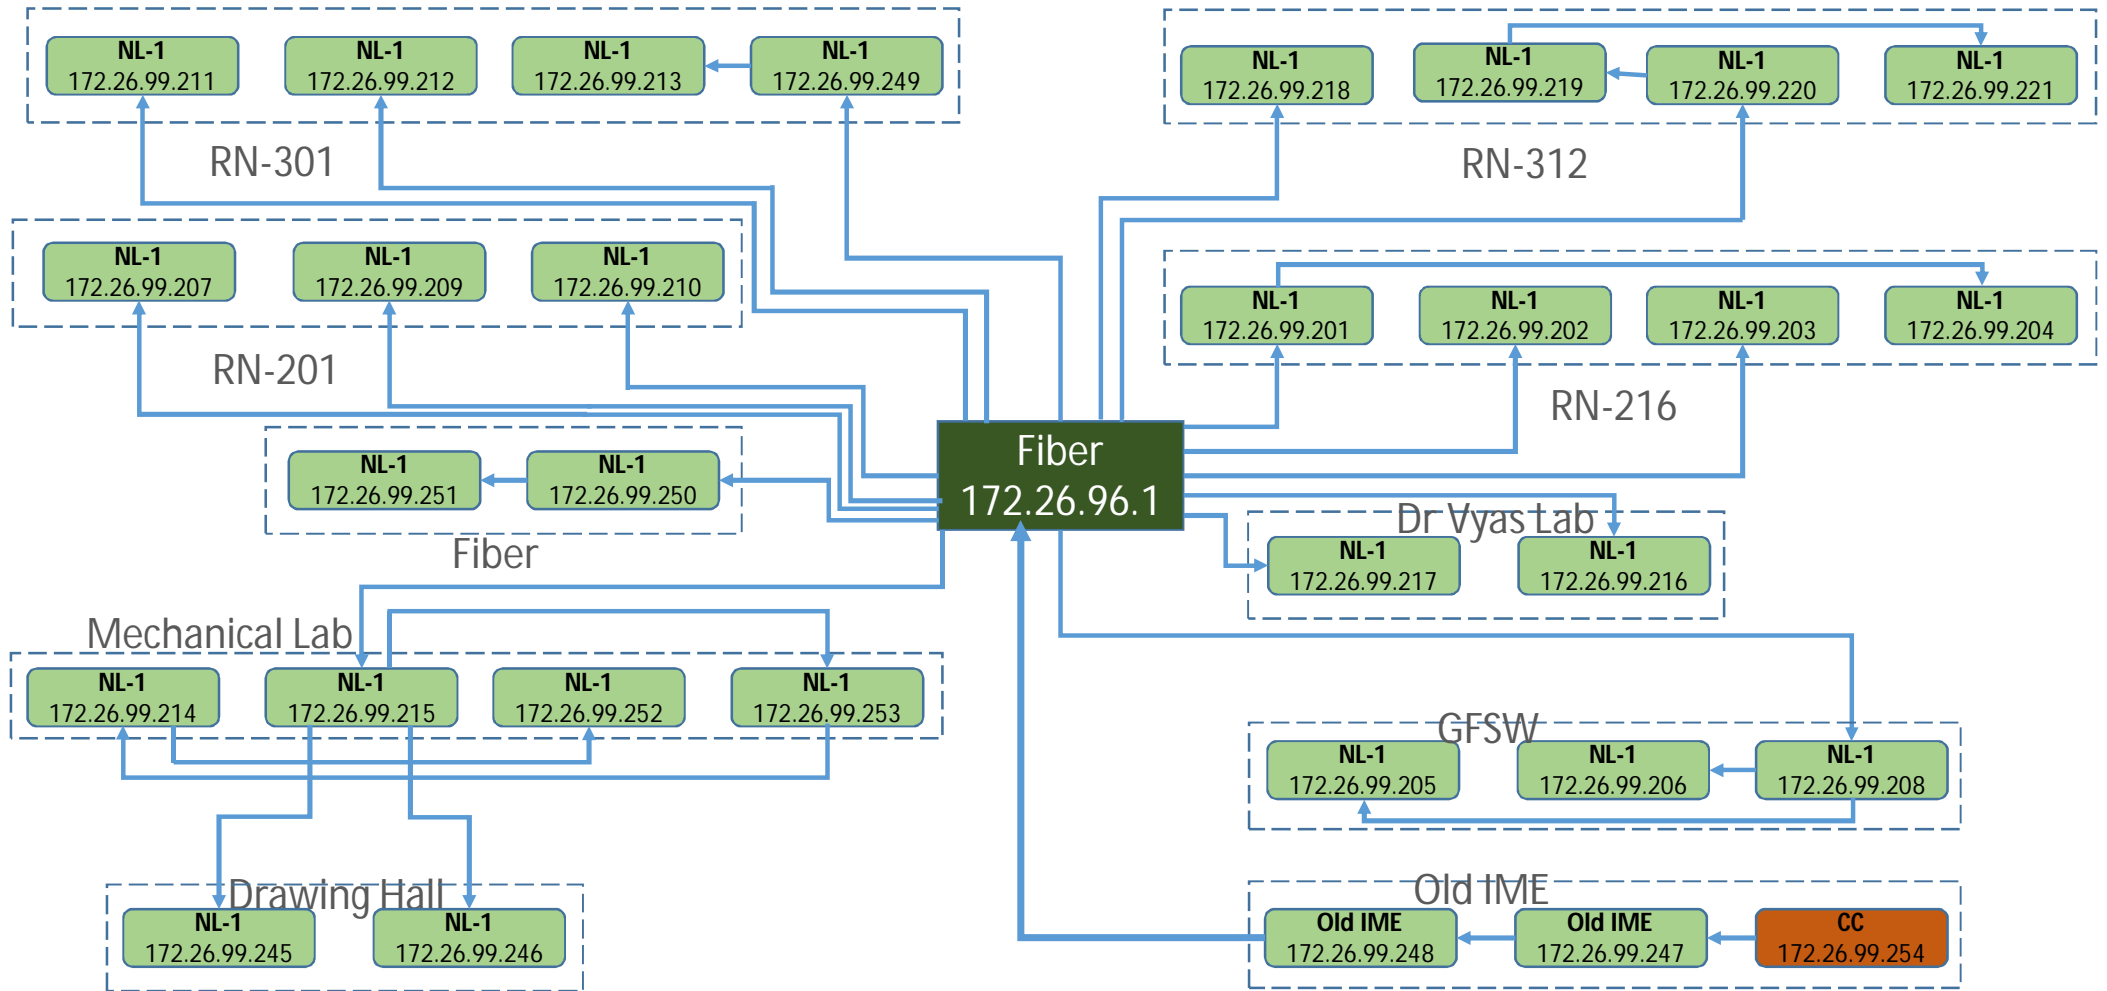 NL-1
172.26.99.211
NL-1
172.26.99.212
NL-1
172.26.99.213
NL-1
172.26.99.249
RN-301
NL-1
172.26.99.218
NL-1
172.26.99.219
NL-1
172.26.99.220
NL-1
172.26.99.221
RN-312
NL-1
172.26.99.207
NL-1
172.26.99.209
NL-1
172.26.99.210
RN-201
NL-1
172.26.99.201
NL-1
172.26.99.202
NL-1
172.26.99.203
NL-1
172.26.99.204
RN-216
Fiber
172.26.96.1
NL-1
172.26.99.251
NL-1
172.26.99.250
Fiber
Dr Vyas Lab
NL-1
172.26.99.217
NL-1
172.26.99.216
Mechanical Lab
NL-1
172.26.99.214
NL-1
172.26.99.215
NL-1
172.26.99.252
NL-1
172.26.99.253
GFSW
NL-1
172.26.99.205
NL-1
172.26.99.206
NL-1
172.26.99.208
Drawing Hall
NL-1
172.26.99.245
NL-1
172.26.99.246
Old IME
Old IME
172.26.99.248
Old IME
172.26.99.247
CC
172.26.99.254